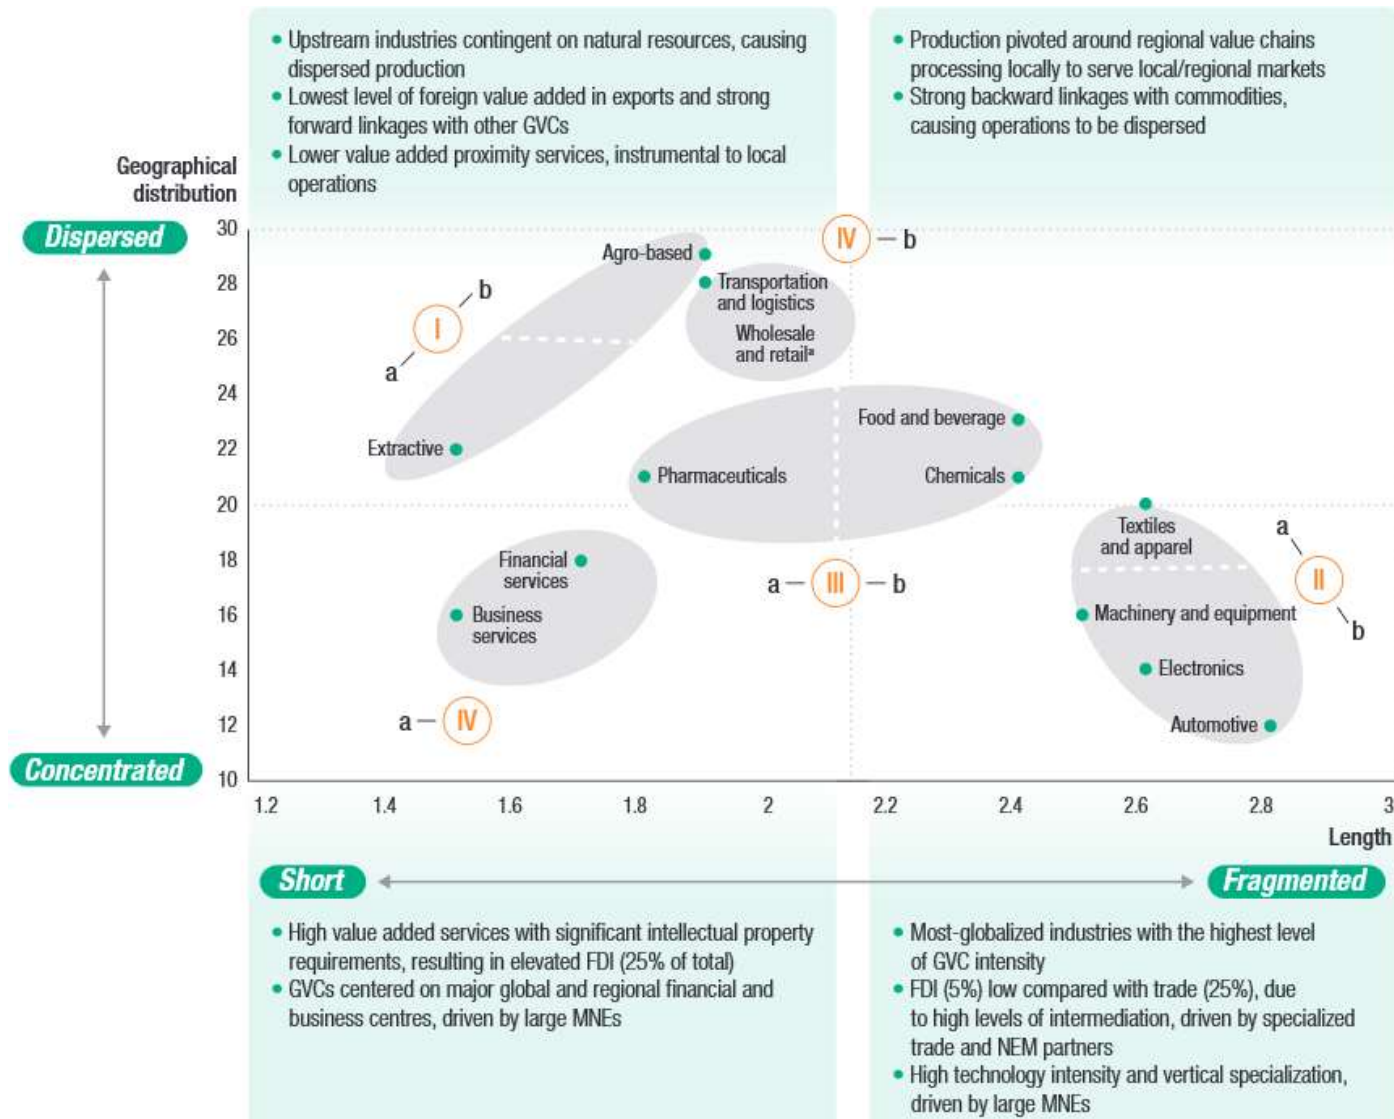 • Upstream industries contingent on natural resources, causing
dispersed production
• Lowest level of foreign value added in exports and strong
forward linkages with other GVCs
• Lower value added proximity services, instrumental to local
operations
• Production pivoted around regional value chains
processing locally to serve local/regional markets
• Strong backward linkages with commodities,
causing operations to be dispersed
Geographical
distribution
Dispersed
Concentrated
30
28
26
24
22
20
18
16
14
12
10
I
a
b
Agro-based
Extractive
IV
b
Transportation
and logistics
Wholesale
and retailᵃ
Food and beverage
Pharmaceuticals
Chemicals
a
III
b
Financial
services
Business
services
a
IV
Textiles
and apparel
a
II
b
Machinery and equipment
Electronics
Automotive
1.2
1.4
1.6
1.8
2
2.2
2.4
2.6
2.8
3
Length
Short
Fragmented
• High value added services with significant intellectual property
requirements, resulting in elevated FDI (25% of total)
• GVCs centered on major global and regional financial and
business centres, driven by large MNEs
• Most-globalized industries with the highest level
of GVC intensity
• FDI (5%) low compared with trade (25%), due
to high levels of intermediation, driven by specialized
trade and NEM partners
• High technology intensity and vertical specialization,
driven by large MNEs